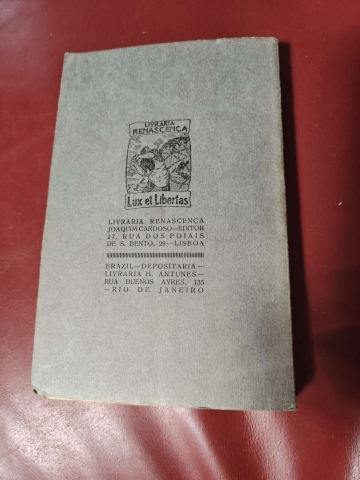 LIVRARIA
RENASCENÇA
Lux et Libertas
LIVRARIA RENASCENÇA
JOAQUIM CARDOSO—EDITOR
27, RUA DOS POIAIS
DE S. BENTO, 29—LISBOA
BRAZIL—DEPOSITARIA—
LIVRARIA H. ANTUNES—
RUA BUENOS AYRES, 135
—RIO DE JANEIRO